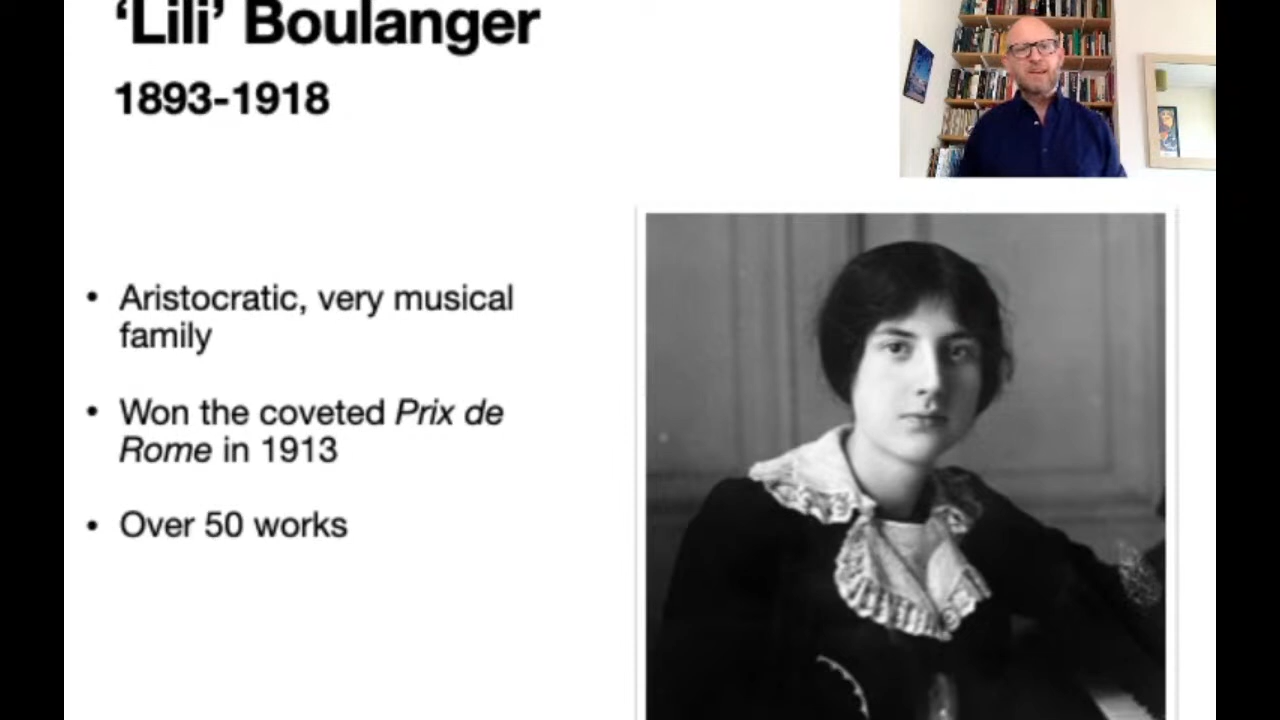 ‘Lili’ Boulanger
1893-1918
• Aristocratic, very musical
family
• Won the coveted Prix de
Rome in 1913
• Over 50 works